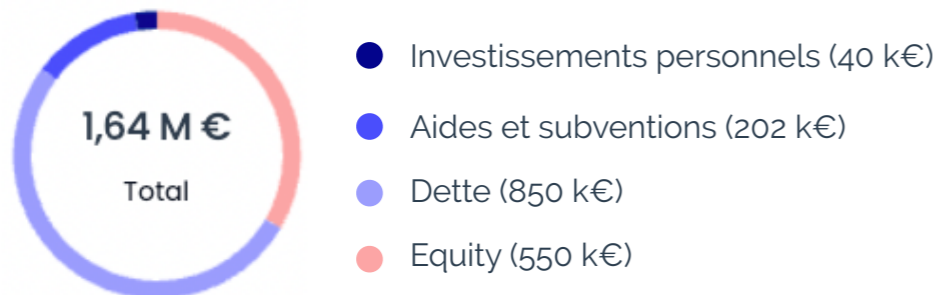 1,64 M €
Total
Investissements personnels (40 k€)
Aides et subventions (202 k€)
Dette (850 k€)
Equity (550 k€)